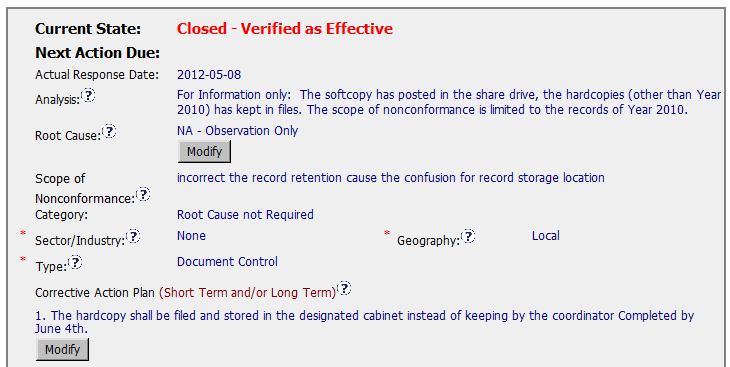 Current State: Closed - Verified as Effective
Next Action Due:
Actual Response Date: 2012-05-08
Analysis:? For Information only: The softcopy has posted in the share drive, the hardcopies (other than Year
2010) has kept in files. The scope of nonconformance is limited to the records of Year 2010.
Root Cause:? NA - Observation Only
Modify
Scope of incorrect the record retention cause the confusion for record storage location
Nonconformance:?
Category: Root Cause not Required
* Sector/Industry:? None * Geography:? Local
* Type:? Document Control
Corrective Action Plan (Short Term and/or Long Term)?
1. The hardcopy shall be filed and stored in the designated cabinet instead of keeping by the coordinator Completed by
June 4th.
Modify